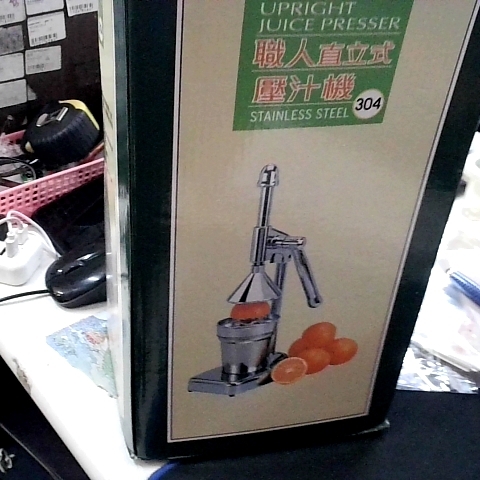 UPRIGHT
JUICE PRESSER
職人直立式
壓汁機
STAINLESS STEEL 304